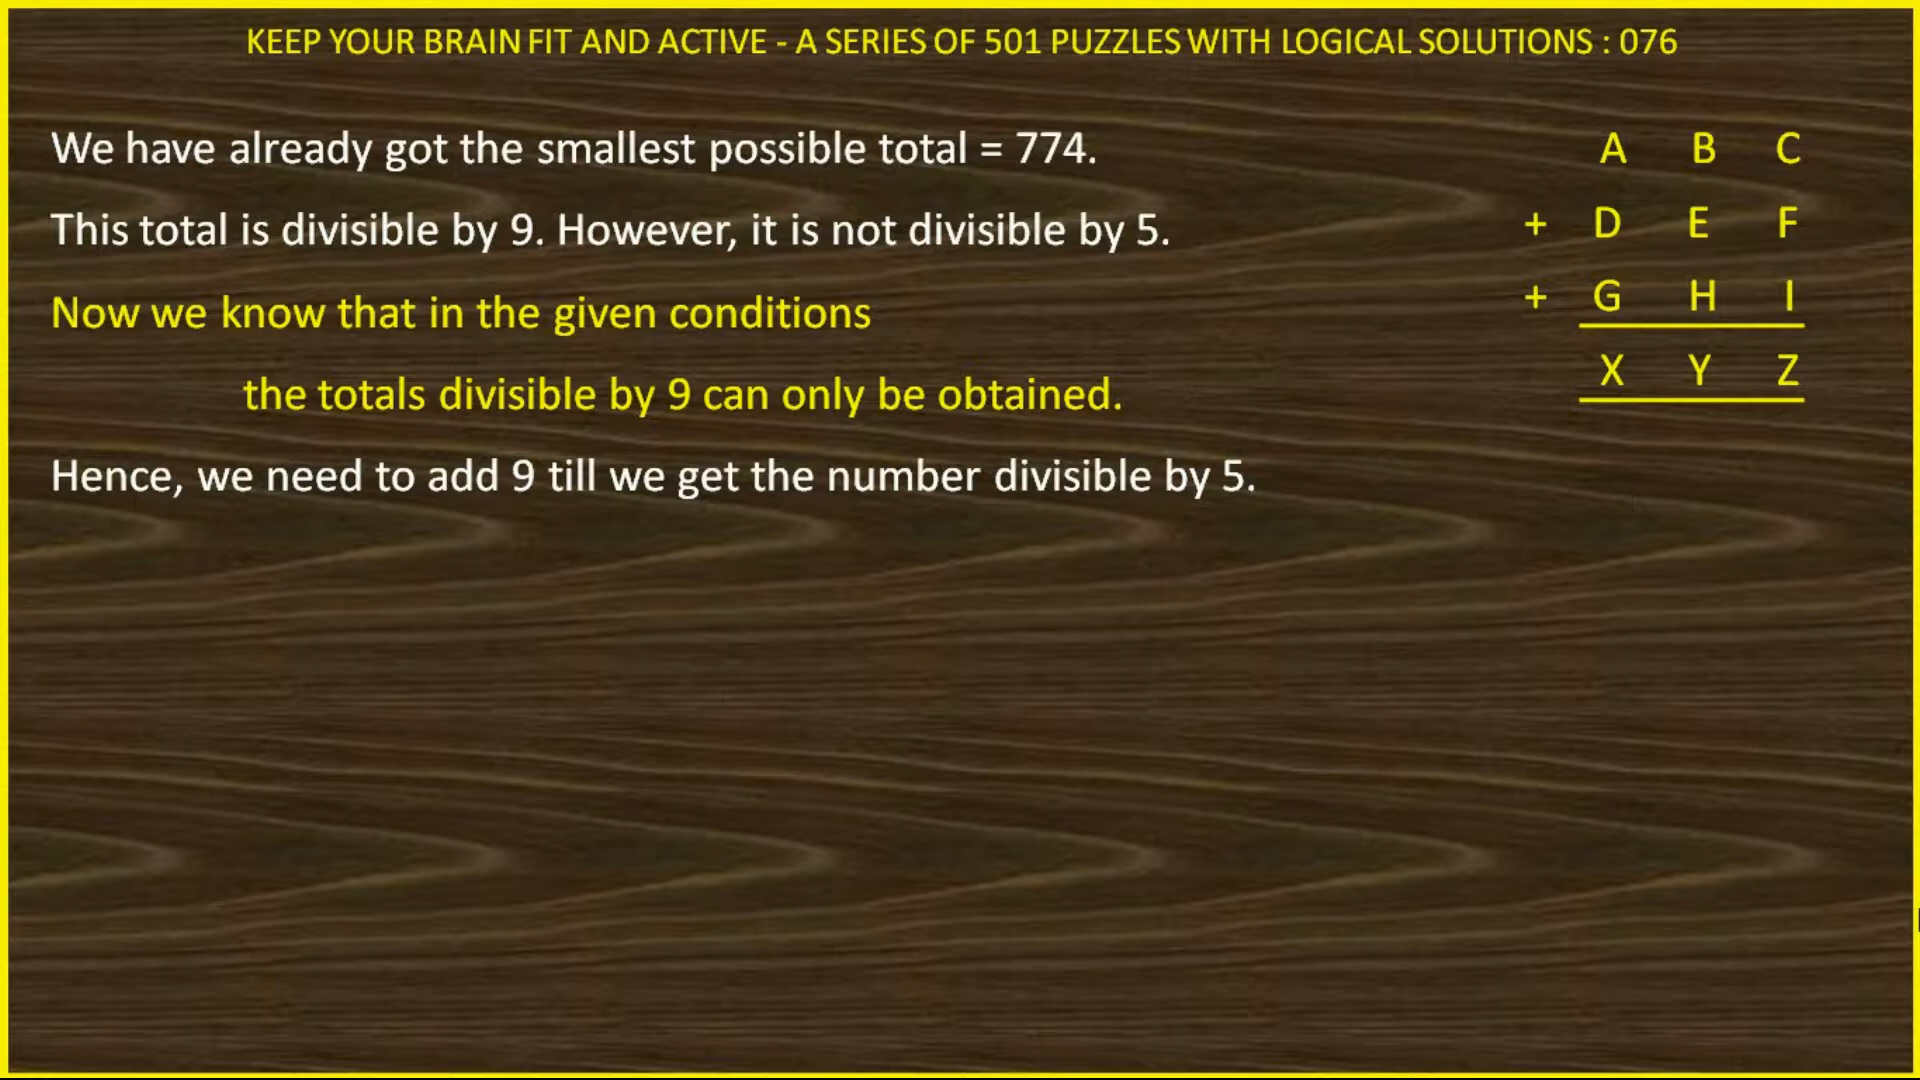 KEEP YOUR BRAIN FIT AND ACTIVE - A SERIES OF 501 PUZZLES WITH LOGICAL SOLUTIONS : 076
We have already got the smallest possible total = 774.
This total is divisible by 9. However, it is not divisible by 5.
Now we know that in the given conditions
the totals divisible by 9 can only be obtained.
Hence, we need to add 9 till we get the number divisible by 5.
A B C
+ D E F
+ G H I
X Y Z